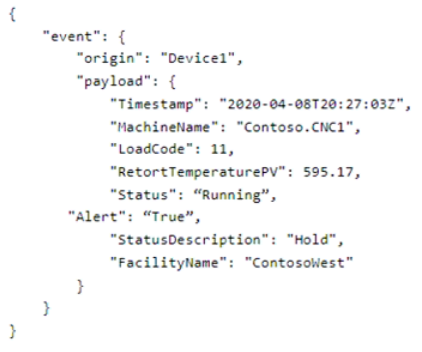 {
    "event": {
        "origin": "Device1",
        "payload": {
            "Timestamp": "2020-04-08T20:27:03Z",
            "MachineName": "Contoso.CNC1",
            "LoadCode": 11,
            "RetortTemperaturePV": 595.17,
            "Status": “Running”,
       "Alert": “True”,
            "StatusDescription": "Hold",
            "FacilityName": "ContosoWest"
        }
    }
}